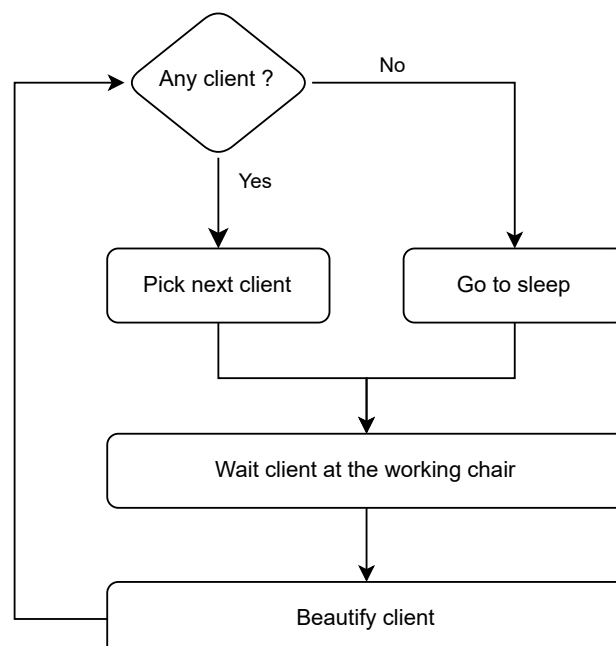 Any client ?
No
Yes
Pick next client
Go to sleep
Wait client at the working chair
Beautify client